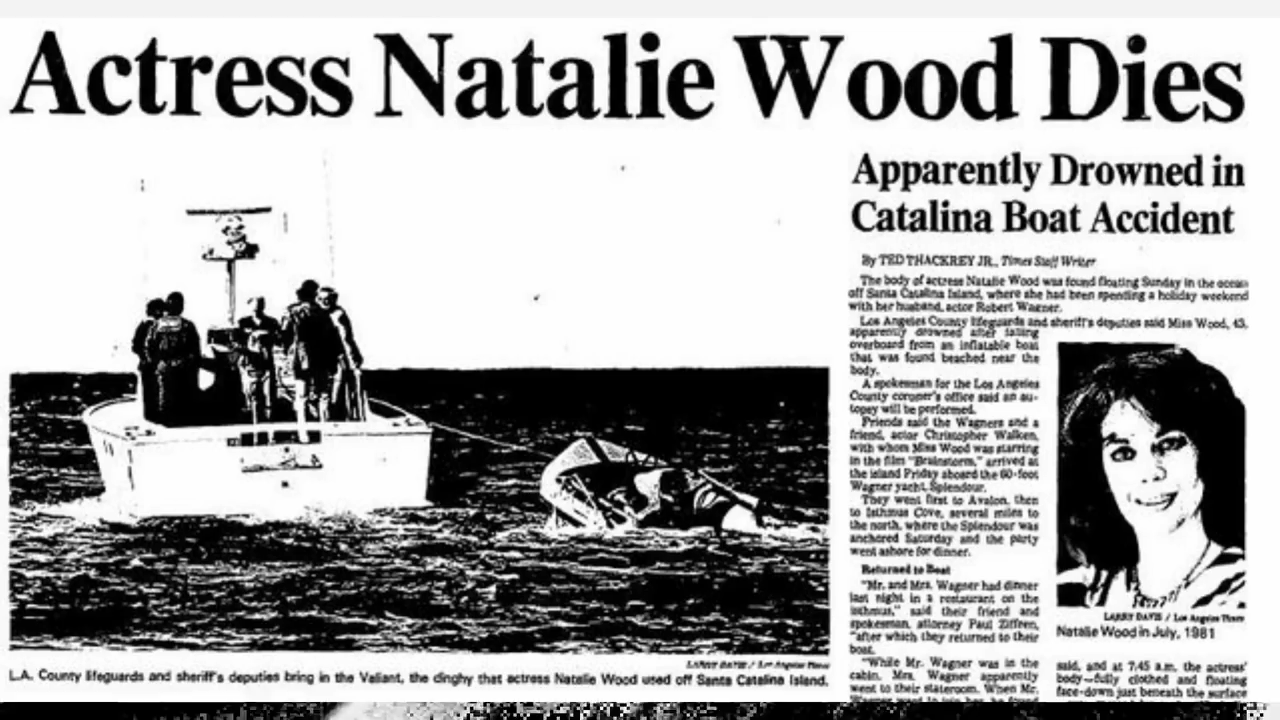 Actress Natalie Wood Dies
Apparently Drowned in
Catalina Boat Accident
By TED THACKREY JR., Times Staff Writer
The body of actress Natalie Wood was found floating Sunday in the ocean
off Santa Catalina Island, where she had been spending a holiday weekend
with her husband, actor Robert Wagner.
Los Angeles County lifeguards and sheriff's deputies said Miss Wood, 43,
apparently drowned after falling
overboard from an inflatable boat
that was found beached near the
body.
A spokesman for the Los Angeles
County coroner's office said an au-
topsy will be performed.
Friends said the Wagners and a
friend, actor Christopher Walken,
with whom Miss Wood was starring
in the film "Brainstorm," arrived at
the island Friday aboard the 60-foot
Wagner yacht, Splendour.
They went first to Avalon, then
to Isthmus Cove, several miles to
the north, where the Splendour was
anchored Saturday and the party
went ashore for dinner.
Returned to Boat
"Mr. and Mrs. Wagner had dinner
last night in a restaurant on the
isthmus," said their friend and
spokesman, attorney Paul Ziffren,
"after which they returned to their
boat.
"While Mr. Wagner was in the
cabin, Mrs. Wagner apparently
went to their stateroom. When Mr.
LARRY DAVIS / Los Angeles Times
Natalie Wood in July, 1981
said, and at 7:45 a.m. the actress'
body—fully clothed and floating
face-down just beneath the surface
LARRY DAVIS / Los Angeles Times
L.A. County lifeguards and sheriff's deputies bring in the Valiant, the dinghy that actress Natalie Wood used off Santa Catalina Island.